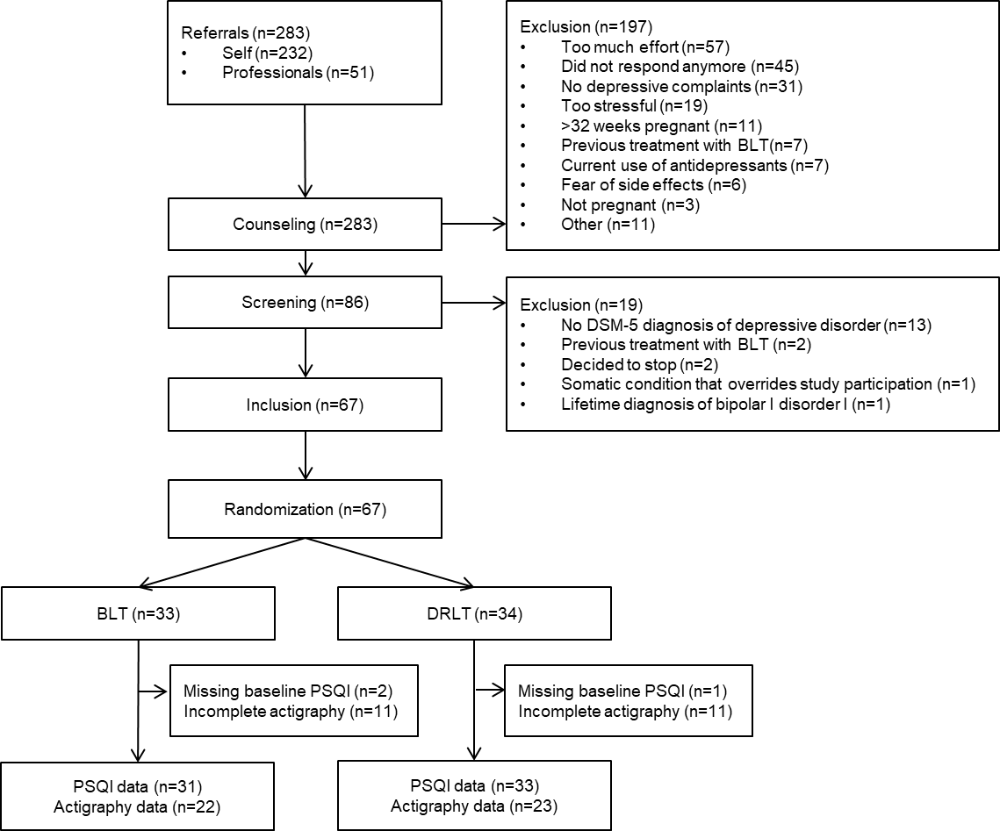 Referrals (n=283)
• Self (n=232)
• Professionals (n=51)
Exclusion (n=197)
• Too much effort (n=57)
• Did not respond anymore (n=45)
• No depressive complaints (n=31)
• Too stressful (n=19)
• >32 weeks pregnant (n=11)
• Previous treatment with BLT(n=7)
• Current use of antidepressants (n=7)
• Fear of side effects (n=6)
• Not pregnant (n=3)
• Other (n=11)
Counseling (n=283)
Screening (n=86)
Exclusion (n=19)
• No DSM-5 diagnosis of depressive disorder (n=13)
• Previous treatment with BLT (n=2)
• Decided to stop (n=2)
• Somatic condition that overrides study participation (n=1)
• Lifetime diagnosis of bipolar I disorder I (n=1)
Inclusion (n=67)
Randomization (n=67)
BLT (n=33)
DRLT (n=34)
Missing baseline PSQI (n=2)
Incomplete actigraphy (n=11)
Missing baseline PSQI (n=1)
Incomplete actigraphy (n=11)
PSQI data (n=31)
Actigraphy data (n=22)
PSQI data (n=33)
Actigraphy data (n=23)